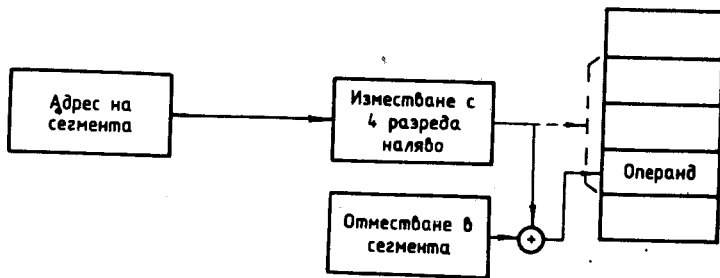 Адрес на
сегмента
Изместване с
4 разреда
наляво
Операнд
Отместване в
сегмента
+